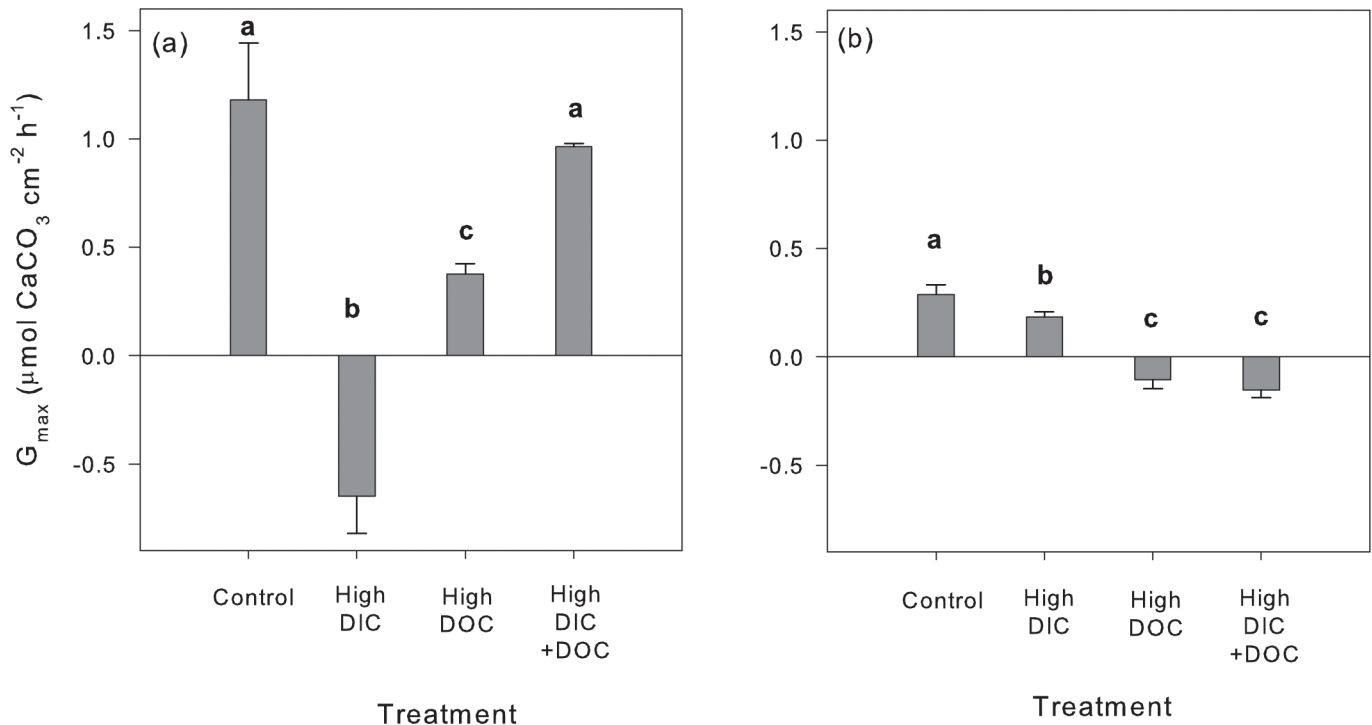 (a)
G_max (μmol CaCO₃ cm⁻² h⁻¹)
1.5
1.0
0.5
0.0
-0.5
a
b
c
a
Control
High
DIC
High
DOC
High
DIC
+DOC
Treatment
(b)
1.5
1.0
0.5
0.0
-0.5
a
b
c
c
Control
High
DIC
High
DOC
High
DIC
+DOC
Treatment